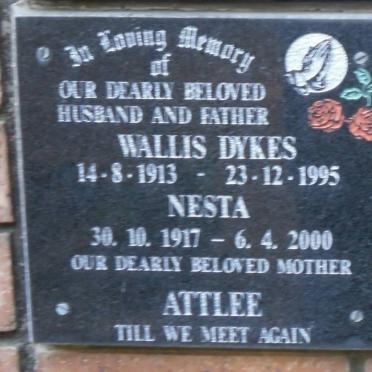 In Loving Memory
of
OUR DEARLY BELOVED
HUSBAND AND FATHER
WALLIS DYKES
14-8-1913 - 23-12-1995
NESTA
30. 10. 1917 – 6. 4. 2000
OUR DEARLY BELOVED MOTHER
ATTLEE
TILL WE MEET AGAIN